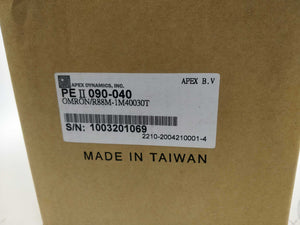 APEX DYNAMICS, INC.
APEX B.V
PE II 090-040
OMRON/R88M-1M40030T
S/N: 1003201069
2210-2004210001-4
MADE IN TAIWAN